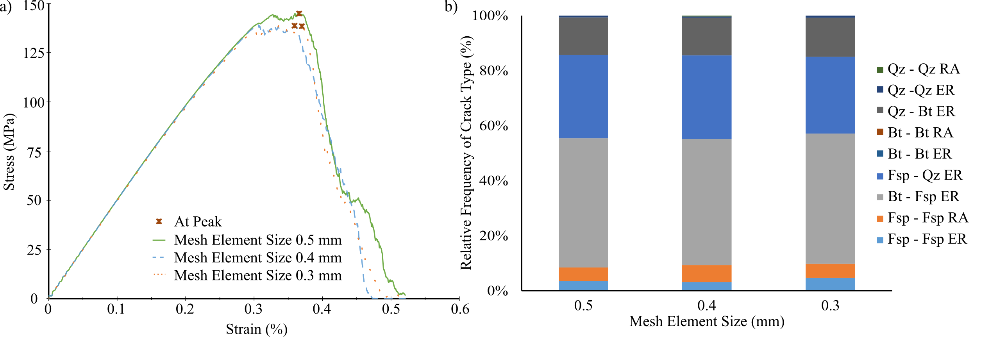 a)
150
125
100
75
50
25
0
Stress (MPa)
0
0.1
0.2
0.3
0.4
0.5
0.6
Strain (%)
At Peak
Mesh Element Size 0.5 mm
Mesh Element Size 0.4 mm
Mesh Element Size 0.3 mm
b)
100%
80%
60%
40%
20%
0%
Relative Frequency of Crack Type (%)
0.5
0.4
0.3
Mesh Element Size (mm)
Qz - Qz RA
Qz -Qz ER
Qz - Bt ER
Bt - Bt RA
Bt - Bt ER
Fsp - Qz ER
Bt - Fsp ER
Fsp - Fsp RA
Fsp - Fsp ER